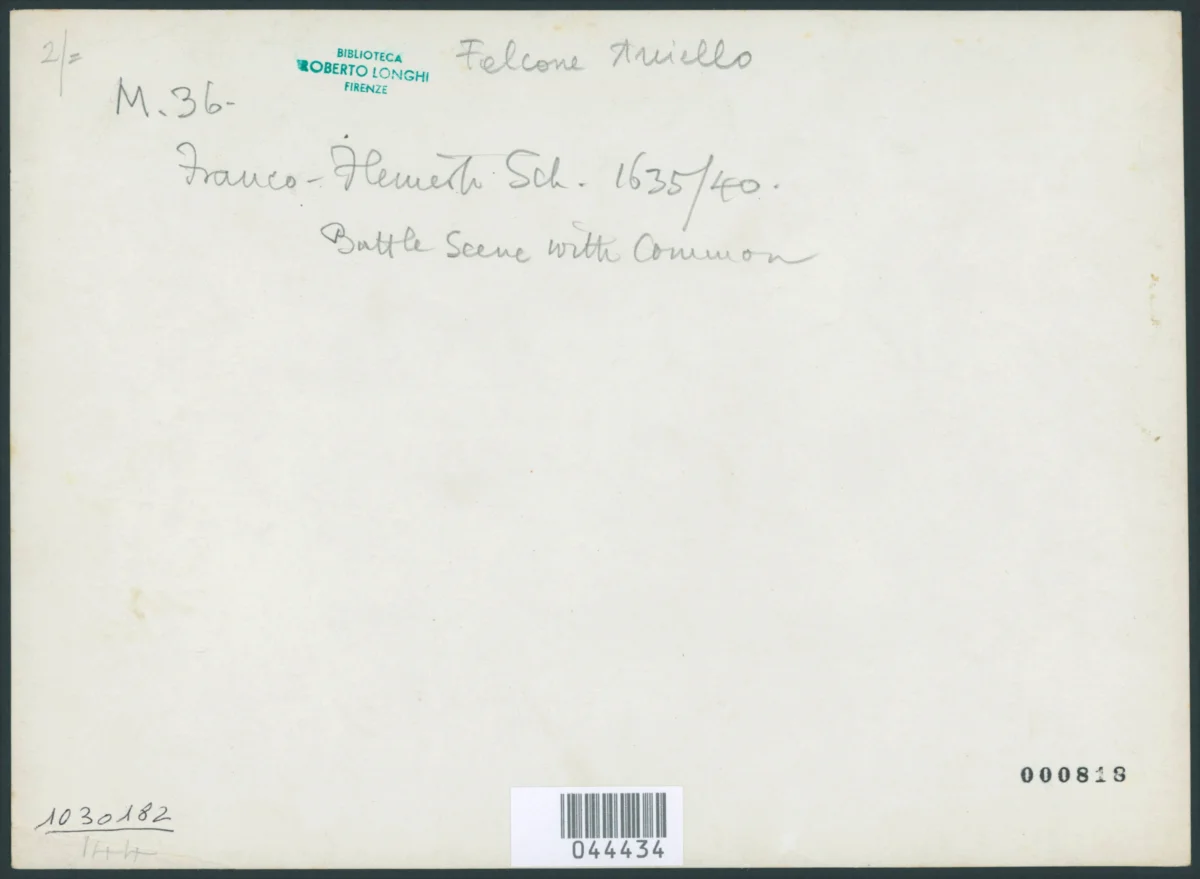 2/=
BIBLIOTECA
ROBERTO LONGHI
FIRENZE
Falcone Aniello
M. 36-
Franco-Flemish Sch. 1635/40.
Battle Scene with Common
000818
1030182
144
044434